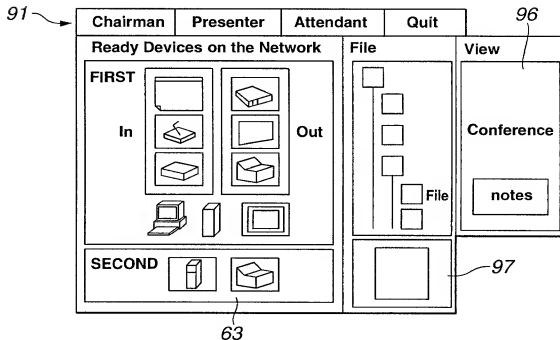 91
Chairman Presenter Attendant Quit
96
Ready Devices on the Network
File
View
FIRST
In
Out
Conference
File
notes
SECOND
97
63